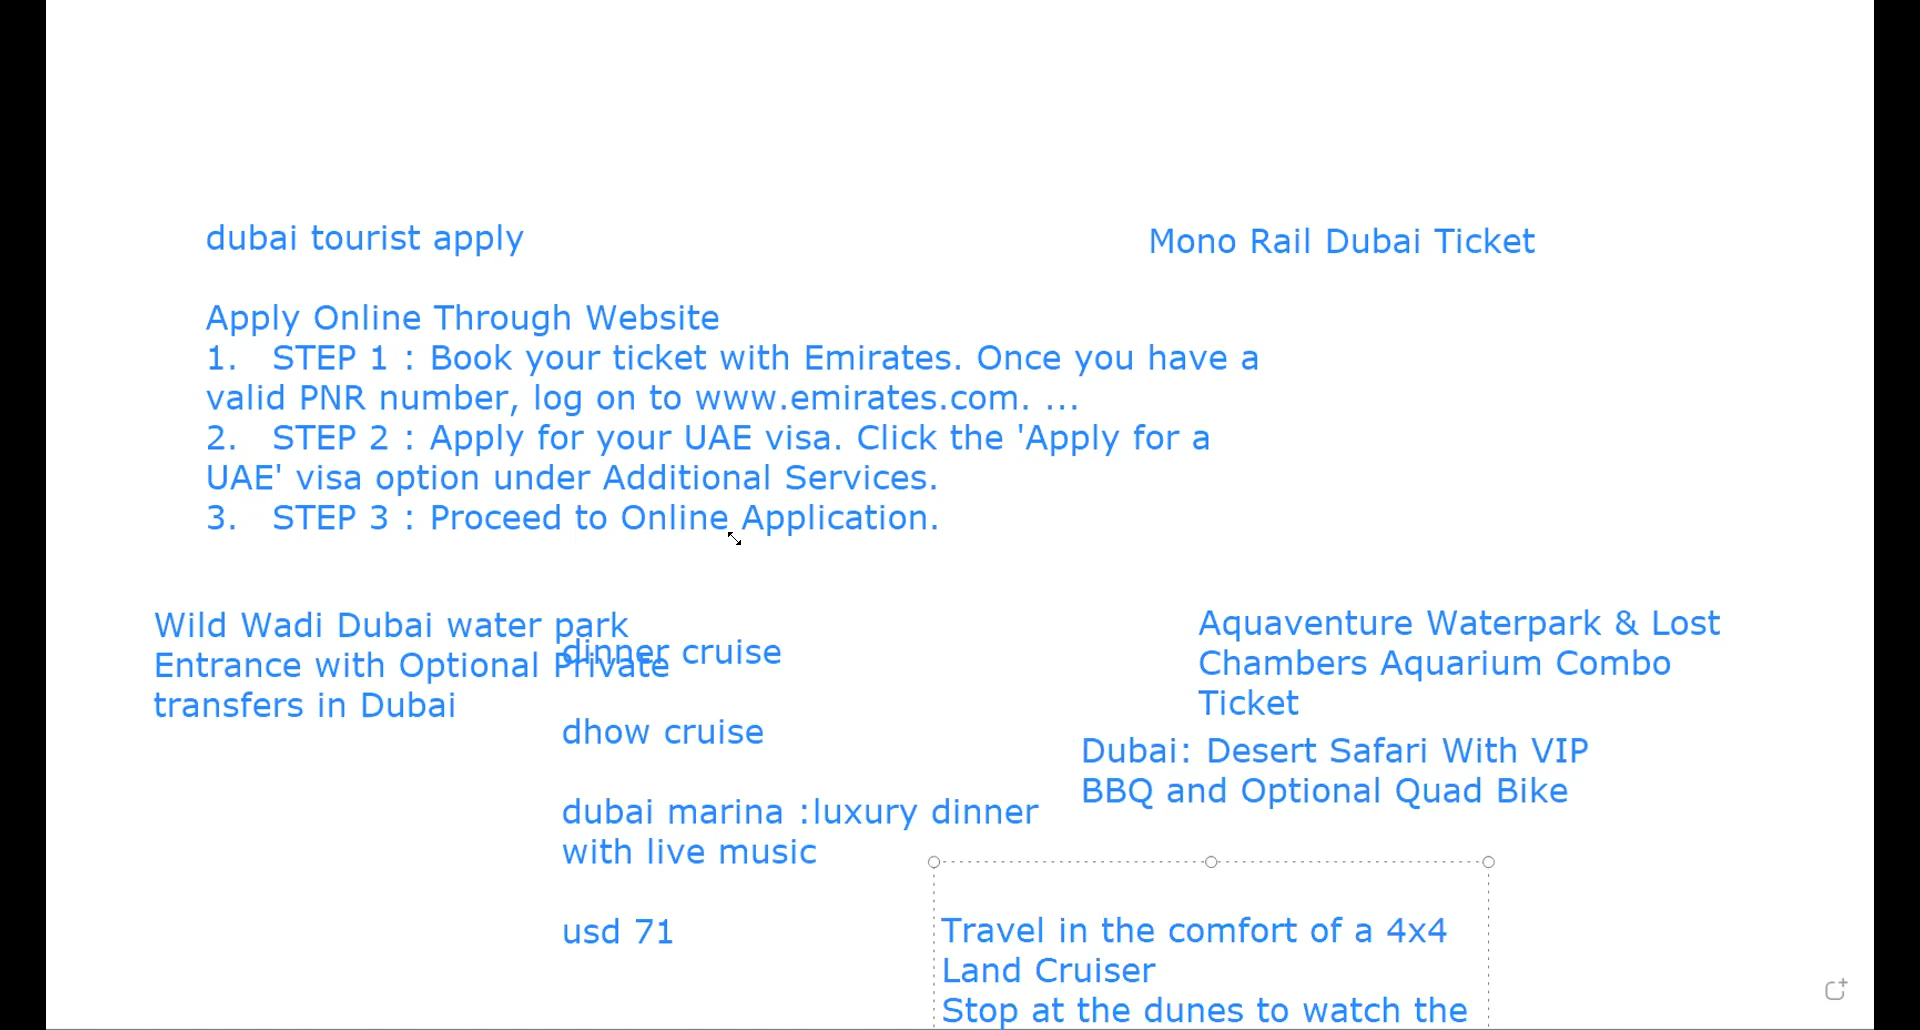 dubai tourist apply
Mono Rail Dubai Ticket
Apply Online Through Website
1. STEP 1 : Book your ticket with Emirates. Once you have a
valid PNR number, log on to www.emirates.com. ...
2. STEP 2 : Apply for your UAE visa. Click the 'Apply for a
UAE' visa option under Additional Services.
3. STEP 3 : Proceed to Online Application.
Wild Wadi Dubai water park
Entrance with Optional Private
transfers in Dubai
dinner cruise
dhow cruise
dubai marina :luxury dinner
with live music
usd 71
Aquaventure Waterpark & Lost
Chambers Aquarium Combo
Ticket
Dubai: Desert Safari With VIP
BBQ and Optional Quad Bike
Travel in the comfort of a 4x4
Land Cruiser
Stop at the dunes to watch the